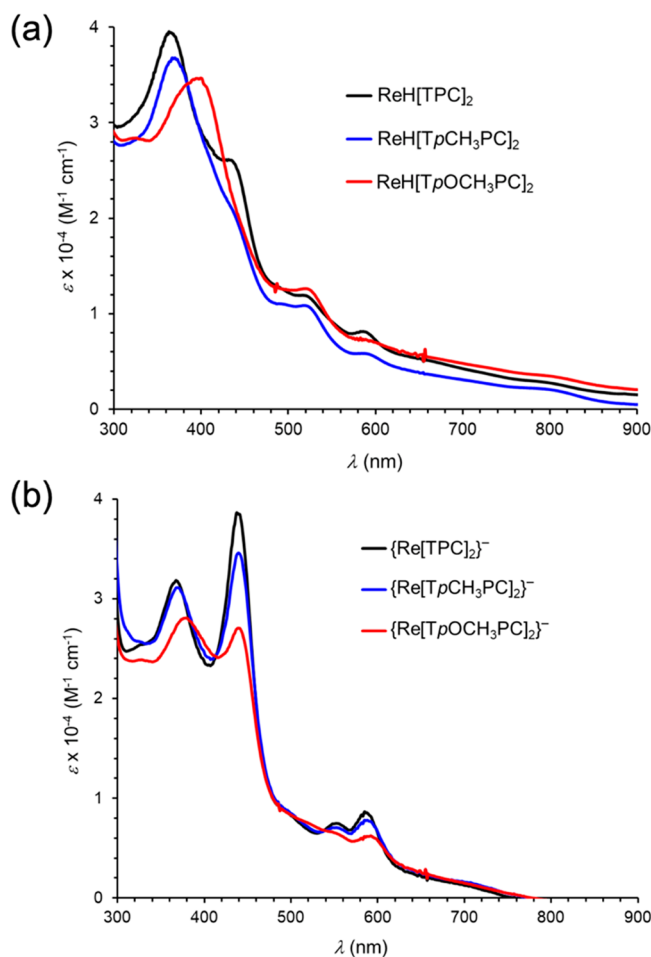 (a)
4
3
2
1
0
ε x 10⁻⁴ (M⁻¹ cm⁻¹)
ReH[TPC]₂
ReH[TpCH₃PC]₂
ReH[TpOCH₃PC]₂
300 400 500 600 700 800 900
λ (nm)
(b)
4
3
2
1
0
ε x 10⁻⁴ (M⁻¹ cm⁻¹)
{Re[TPC]₂}⁻
{Re[TpCH₃PC]₂}⁻
{Re[TpOCH₃PC]₂}⁻
300 400 500 600 700 800 900
λ (nm)